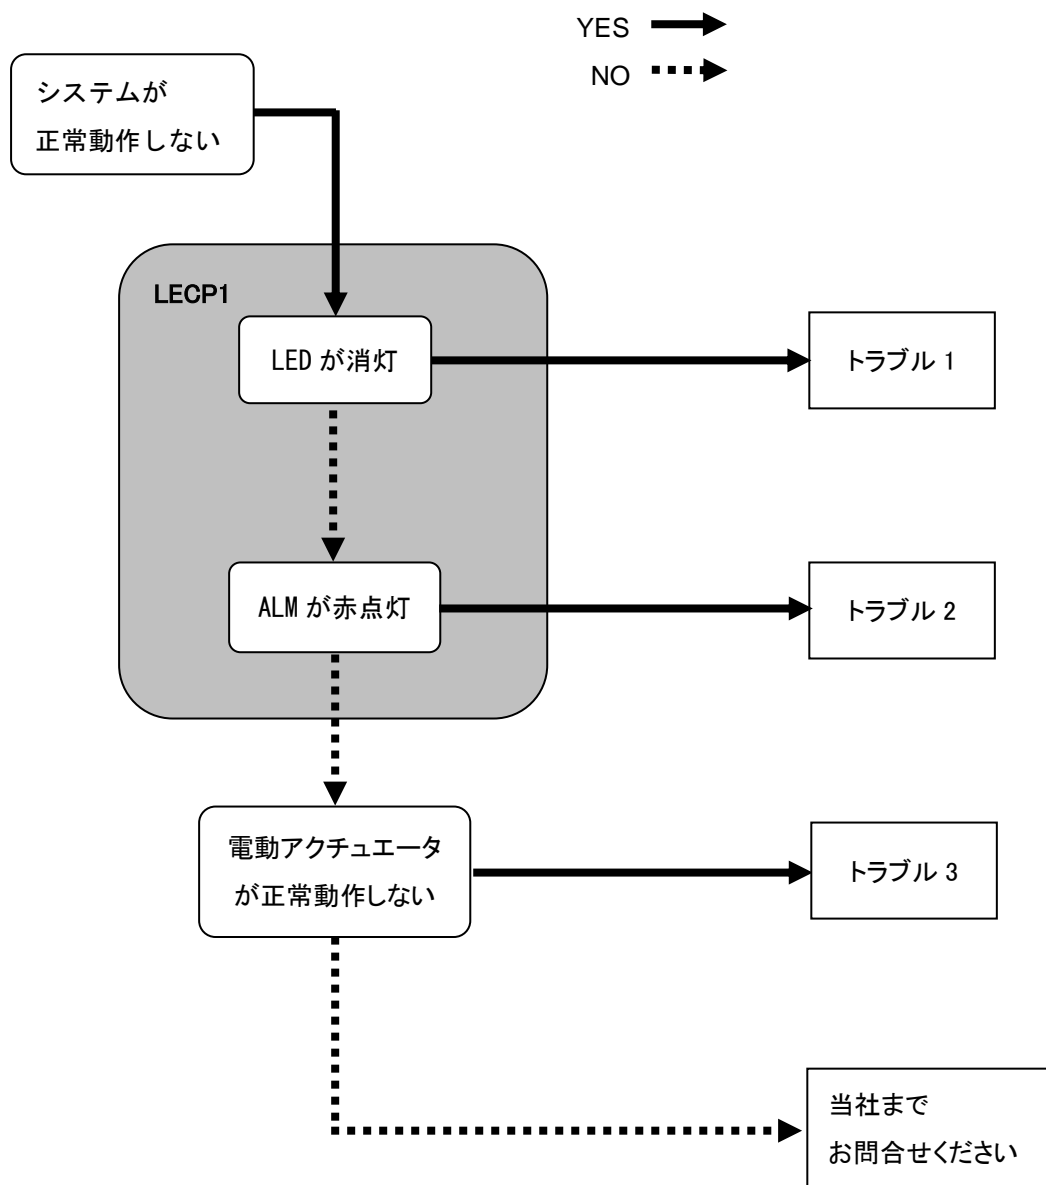 YES
NO
システムが
正常動作しない
LECP1
LED が消灯
トラブル 1
ALM が赤点灯
トラブル 2
電動アクチュエータ
が正常動作しない
トラブル 3
当社まで
お問合せください